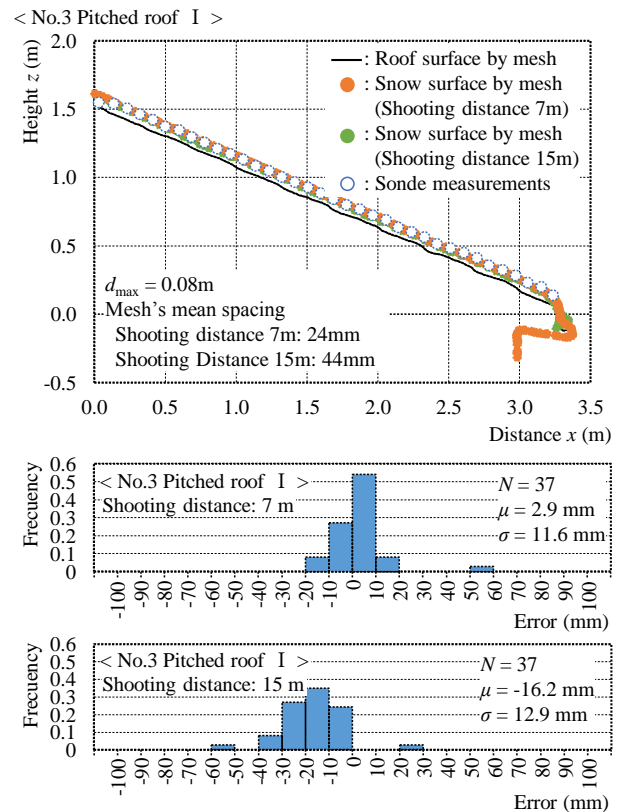 < No.3 Pitched roof Ⅰ >
Height z (m)
2.0
1.5
1.0
0.5
0.0
-0.5
: Roof surface by mesh
: Snow surface by mesh
(Shooting distance 7m)
: Snow surface by mesh
(Shooting distance 15m)
: Sonde measurements
d max = 0.08m
Mesh's mean spacing
Shooting distance 7m: 24mm
Shooting Distance 15m: 44mm
0.0 0.5 1.0 1.5 2.0 2.5 3.0 3.5
Distance x (m)
Frecuency
0.6
0.5
0.4
0.3
0.2
0.1
0
< No.3 Pitched roof Ⅰ >
Shooting distance: 7 m
N = 37
μ = 2.9 mm
σ = 11.6 mm
-100 -90 -80 -70 -60 -50 -40 -30 -20 -10 0 10 20 30 40 50 60 70 80 90 100
Error (mm)
Frecuency
0.6
0.5
0.4
0.3
0.2
0.1
0
< No.3 Pitched roof Ⅰ >
Shooting distance: 15 m
N = 37
μ = -16.2 mm
σ = 12.9 mm
-100 -90 -80 -70 -60 -50 -40 -30 -20 -10 0 10 20 30 40 50 60 70 80 90 100
Error (mm)